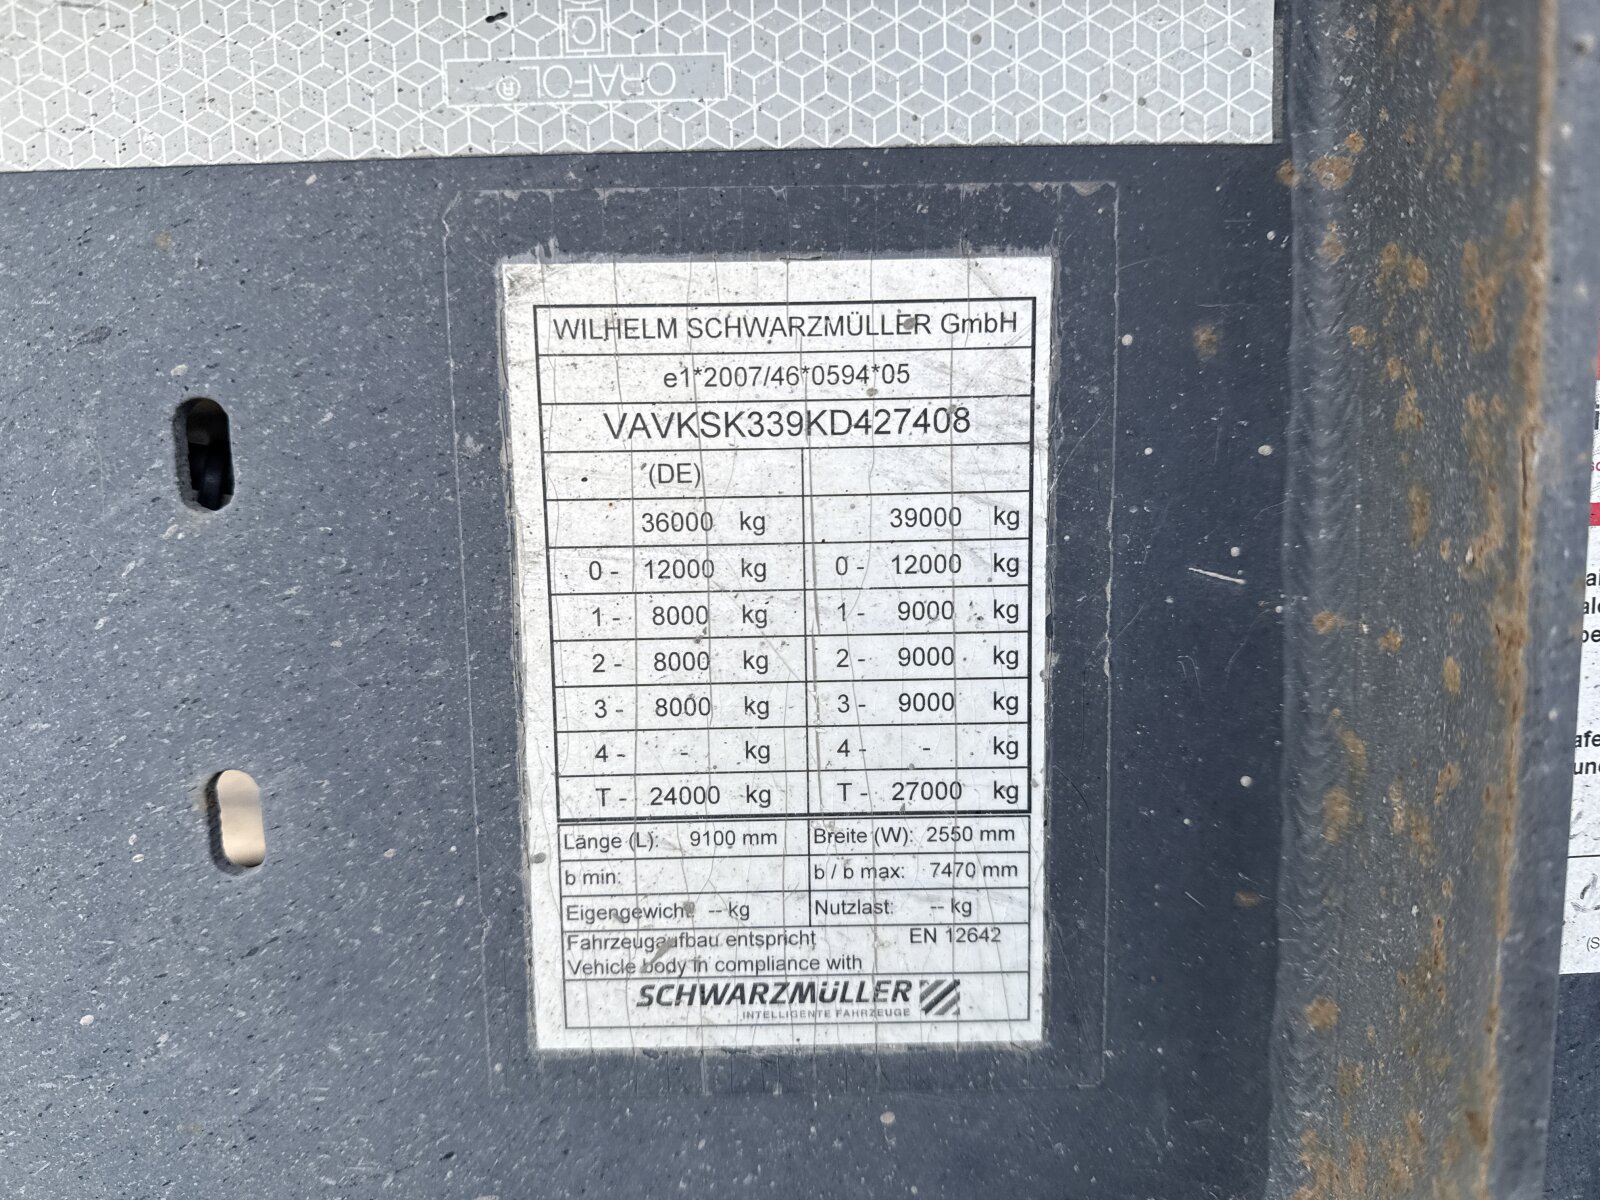 ORAFOL®
WILHELM SCHWARZMÜLLER GmbH
e1*2007/46*0594*05
VAVKSK339KD427408
(DE)
36000 kg 39000 kg
0 - 12000 kg 0 - 12000 kg
1 - 8000 kg 1 - 9000 kg
2 - 8000 kg 2 - 9000 kg
3 - 8000 kg 3 - 9000 kg
4 - - kg 4 - - kg
T - 24000 kg T - 27000 kg
Länge (L): 9100 mm Breite (W): 2550 mm
b min: b / b max: 7470 mm
Eigengewicht: -- kg Nutzlast: -- kg
Fahrzeugaufbau entspricht EN 12642
Vehicle body in compliance with
SCHWARZMÜLLER
INTELLIGENTE FAHRZEUGE